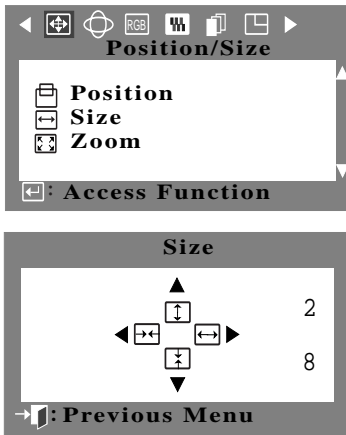 RGB
Position/Size
Position
Size
Zoom
: Access Function
Size
2
8
: Previous Menu